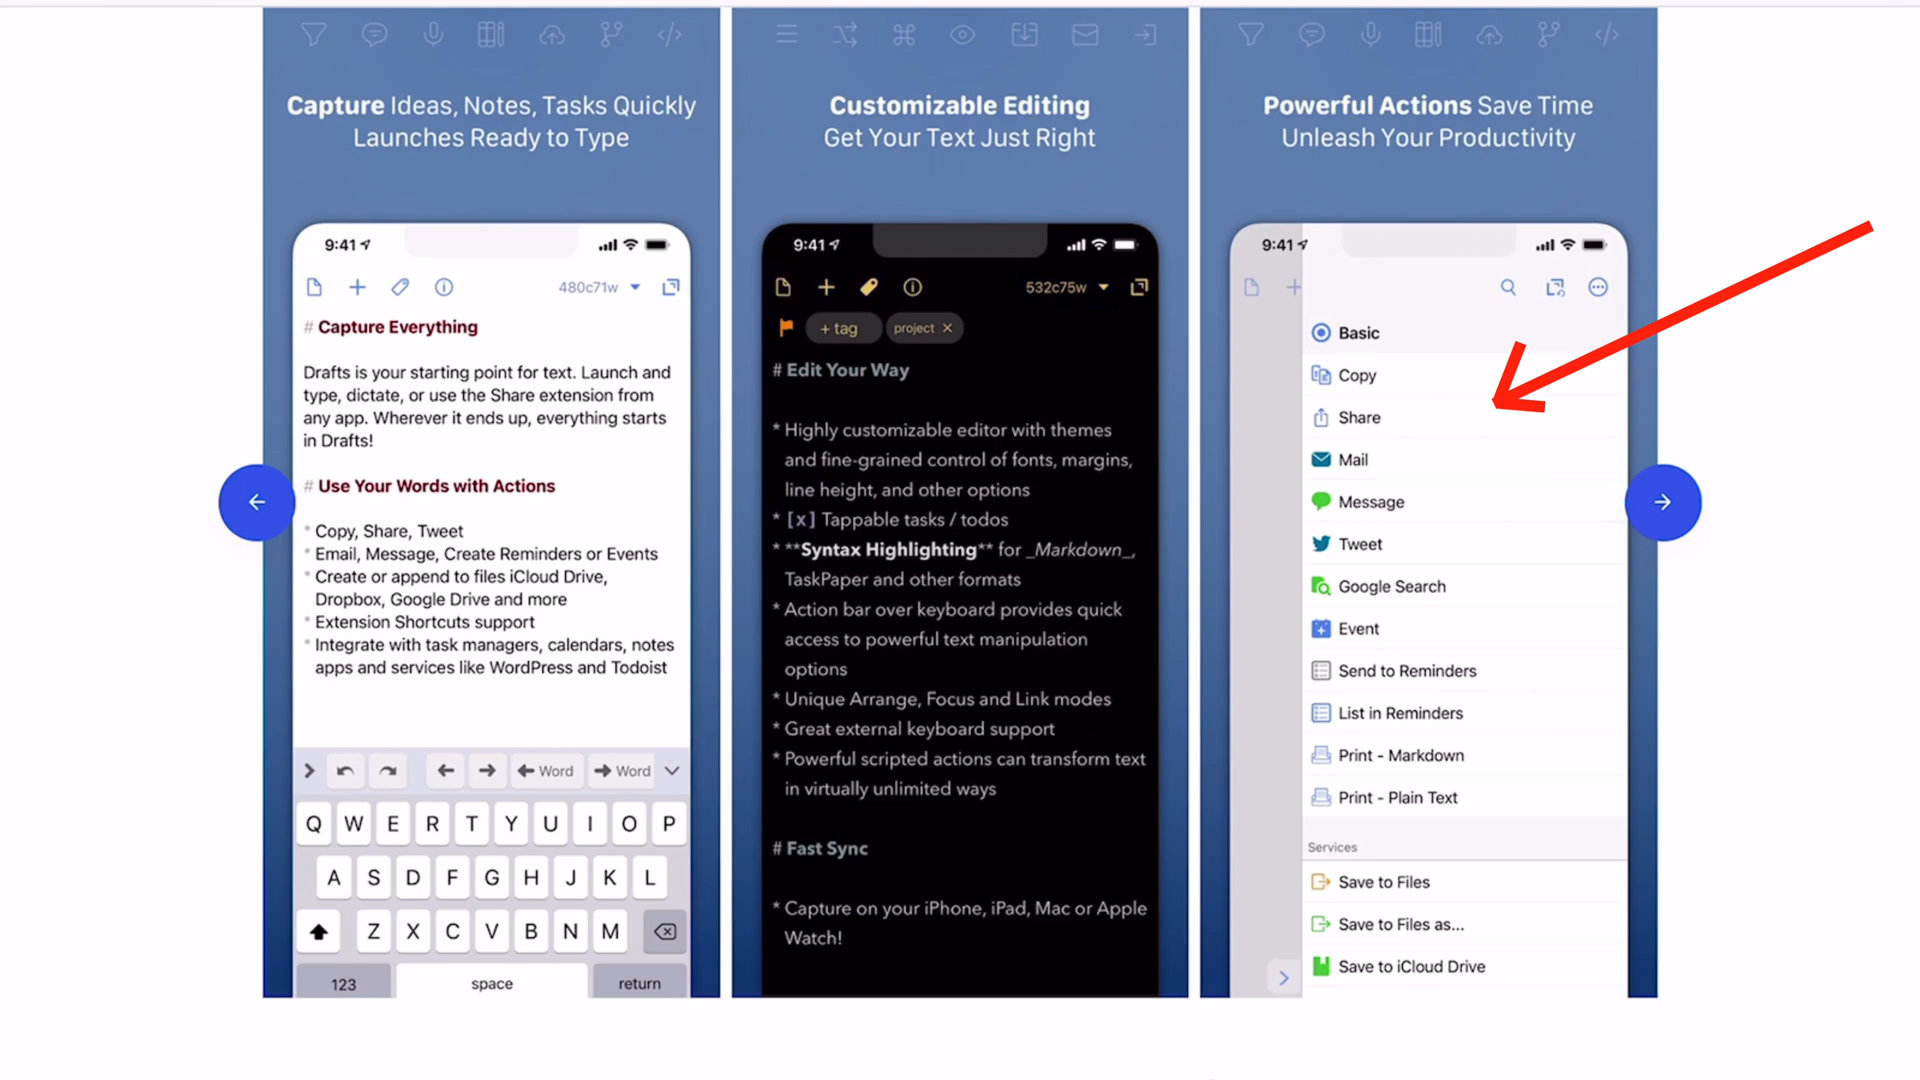 Capture Ideas, Notes, Tasks Quickly
Launches Ready to Type
9:41
480c71w
# Capture Everything
Drafts is your starting point for text. Launch and
type, dictate, or use the Share extension from
any app. Wherever it ends up, everything starts
in Drafts!
# Use Your Words with Actions
* Copy, Share, Tweet
* Email, Message, Create Reminders or Events
* Create or append to files iCloud Drive,
Dropbox, Google Drive and more
* Extension Shortcuts support
* Integrate with task managers, calendars, notes
apps and services like WordPress and Todoist
Word Word
Q W E R T Y U I O P
A S D F G H J K L
Z X C V B N M
123 space return
Customizable Editing
Get Your Text Just Right
9:41
532c75w
+ tag project ×
# Edit Your Way
* Highly customizable editor with themes
and fine-grained control of fonts, margins,
line height, and other options
* [x] Tappable tasks / todos
* **Syntax Highlighting** for _Markdown_,
TaskPaper and other formats
* Action bar over keyboard provides quick
access to powerful text manipulation
options
* Unique Arrange, Focus and Link modes
* Great external keyboard support
* Powerful scripted actions can transform text
in virtually unlimited ways
# Fast Sync
* Capture on your iPhone, iPad, Mac or Apple
Watch!
Powerful Actions Save Time
Unleash Your Productivity
9:41
Basic
Copy
Share
Mail
Message
Tweet
Google Search
Event
Send to Reminders
List in Reminders
Print - Markdown
Print - Plain Text
Services
Save to Files
Save to Files as...
Save to iCloud Drive